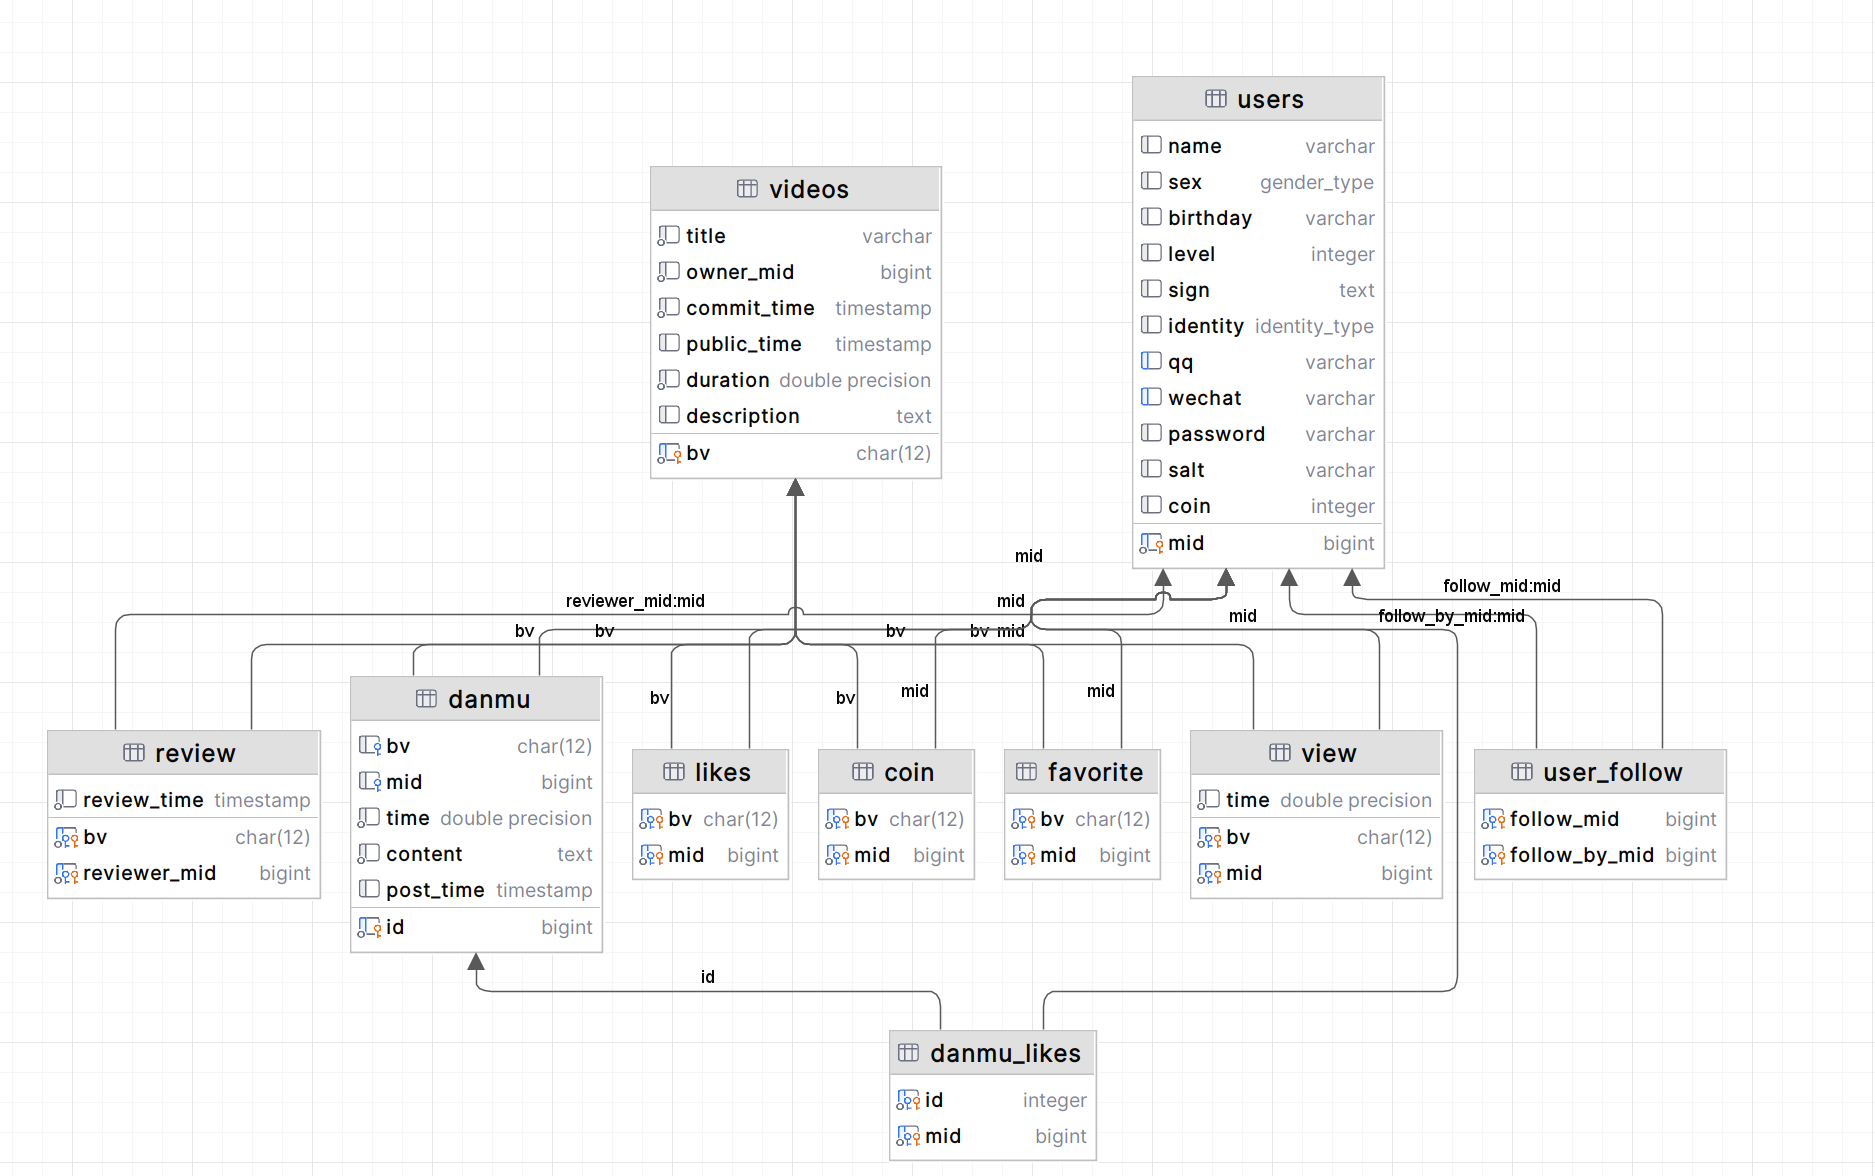 users
name varchar
sex gender_type
birthday varchar
level integer
sign text
identity identity_type
qq varchar
wechat varchar
password varchar
salt varchar
coin integer
mid bigint
videos
title varchar
owner_mid bigint
commit_time timestamp
public_time timestamp
duration double precision
description text
bv char(12)
mid
follow_mid:mid
reviewer_mid:mid
mid
mid
follow_by_mid:mid
bv
bv
bv
bv
mid
bv
bv
mid
mid
review
review_time timestamp
bv char(12)
reviewer_mid bigint
danmu
bv char(12)
mid bigint
time double precision
content text
post_time timestamp
id bigint
likes
bv char(12)
mid bigint
coin
bv char(12)
mid bigint
favorite
bv char(12)
mid bigint
view
time double precision
bv char(12)
mid bigint
user_follow
follow_mid bigint
follow_by_mid bigint
id
danmu_likes
id integer
mid bigint